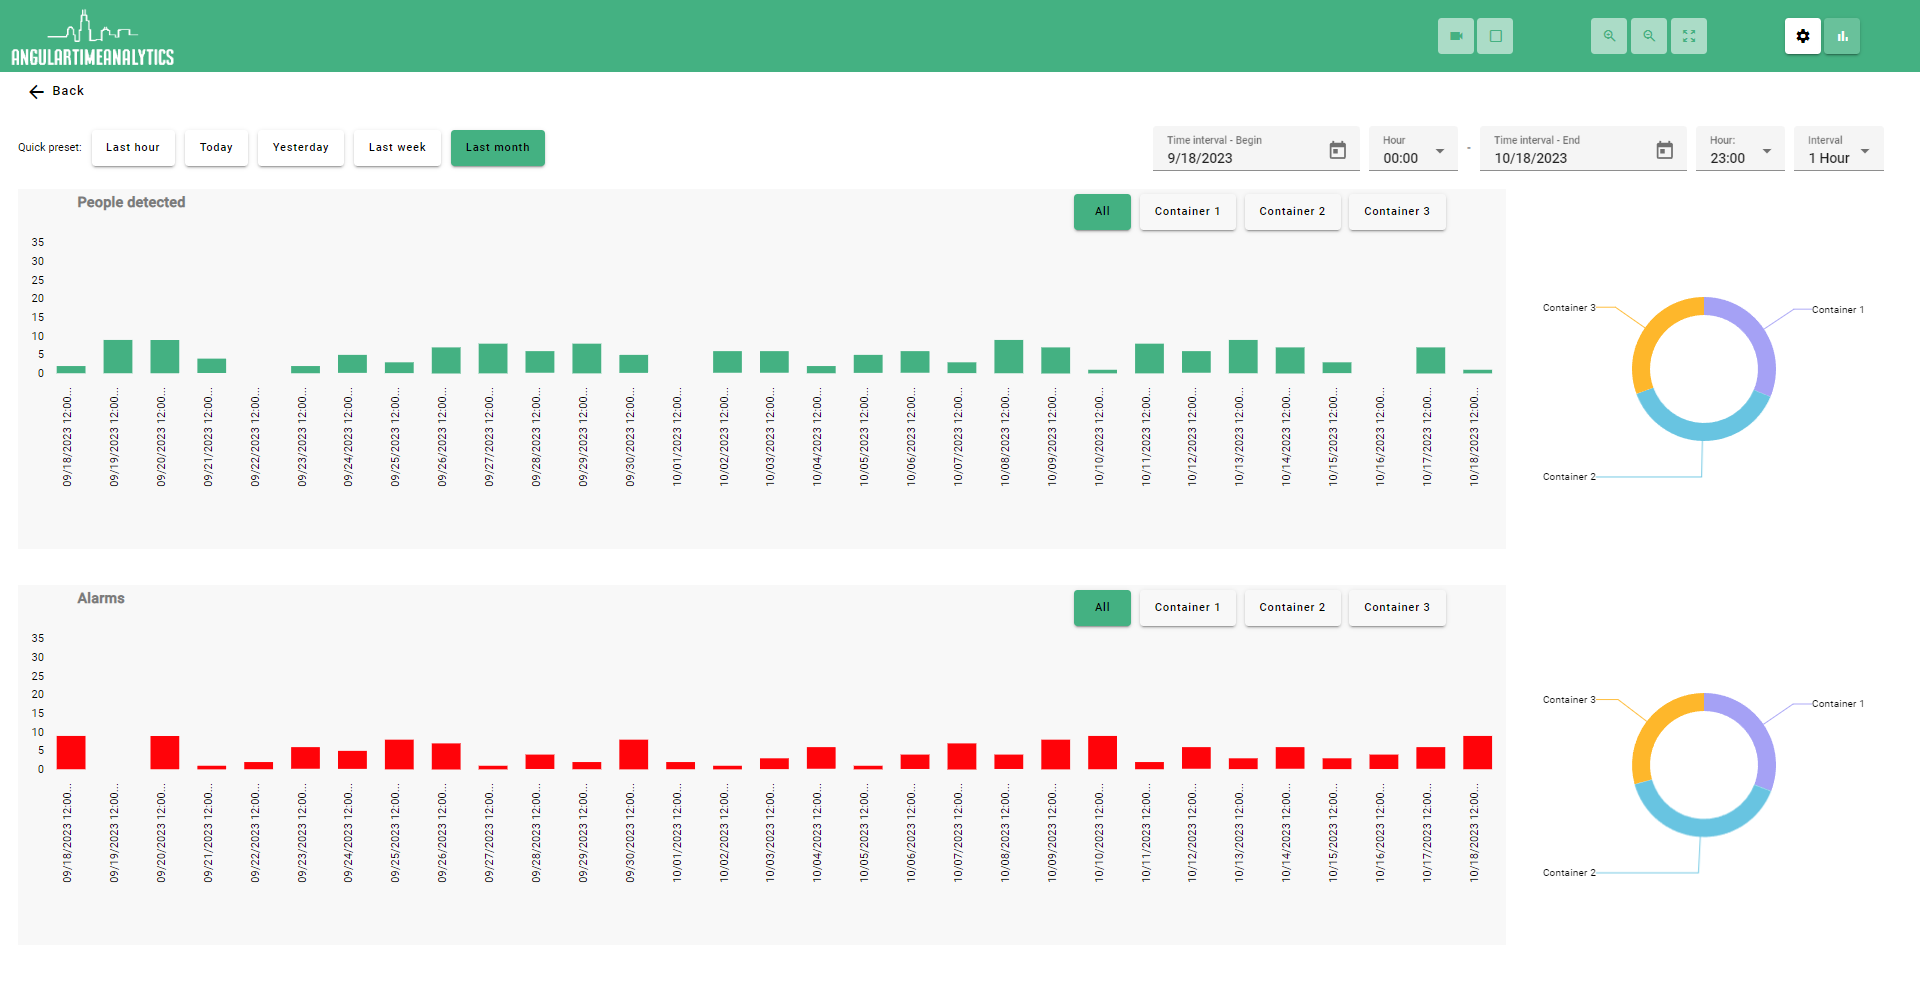 ANGULARTIMEANALYTICS
Back
Quick preset:
Last hour
Today
Yesterday
Last week
Last month
Time interval - Begin
9/18/2023
Hour
00:00
-
Time interval - End
10/18/2023
Hour:
23:00
Interval
1 Hour
People detected
All
Container 1
Container 2
Container 3
35
30
25
20
15
10
5
0
09/18/2023 12:00...
09/19/2023 12:00...
09/20/2023 12:00...
09/21/2023 12:00...
09/22/2023 12:00...
09/23/2023 12:00...
09/24/2023 12:00...
09/25/2023 12:00...
09/26/2023 12:00...
09/27/2023 12:00...
09/28/2023 12:00...
09/29/2023 12:00...
09/30/2023 12:00...
10/01/2023 12:00...
10/02/2023 12:00...
10/03/2023 12:00...
10/04/2023 12:00...
10/05/2023 12:00...
10/06/2023 12:00...
10/07/2023 12:00...
10/08/2023 12:00...
10/09/2023 12:00...
10/10/2023 12:00...
10/11/2023 12:00...
10/12/2023 12:00...
10/13/2023 12:00...
10/14/2023 12:00...
10/15/2023 12:00...
10/16/2023 12:00...
10/17/2023 12:00...
10/18/2023 12:00...
Container 3
Container 1
Container 2
Alarms
All
Container 1
Container 2
Container 3
35
30
25
20
15
10
5
0
09/18/2023 12:00...
09/19/2023 12:00...
09/20/2023 12:00...
09/21/2023 12:00...
09/22/2023 12:00...
09/23/2023 12:00...
09/24/2023 12:00...
09/25/2023 12:00...
09/26/2023 12:00...
09/27/2023 12:00...
09/28/2023 12:00...
09/29/2023 12:00...
09/30/2023 12:00...
10/01/2023 12:00...
10/02/2023 12:00...
10/03/2023 12:00...
10/04/2023 12:00...
10/05/2023 12:00...
10/06/2023 12:00...
10/07/2023 12:00...
10/08/2023 12:00...
10/09/2023 12:00...
10/10/2023 12:00...
10/11/2023 12:00...
10/12/2023 12:00...
10/13/2023 12:00...
10/14/2023 12:00...
10/15/2023 12:00...
10/16/2023 12:00...
10/17/2023 12:00...
10/18/2023 12:00...
Container 3
Container 1
Container 2